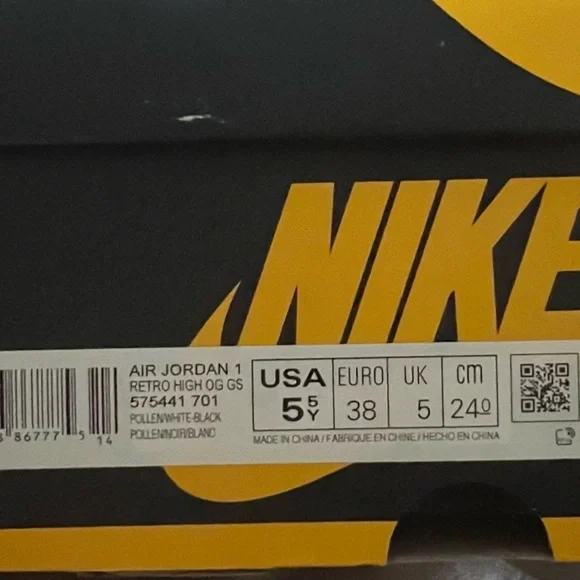 NIKE
AIR JORDAN 1
RETRO HIGH OG GS
575441 701
POLLEN/WHITE-BLACK
POLLEN/NOIR/BLANC
86777 5 14
USA EURO UK cm
5 5Y 38 5 24 0
MADE IN CHINA / FABRIQUE EN CHINE / HECHO EN CHINA